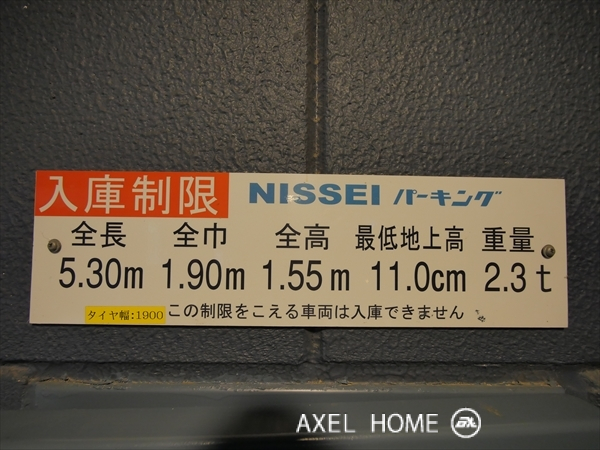 入庫制限 NISSEI パーキング
全長 全巾 全高 最低地上高 重量
5.30m 1.90m 1.55m 11.0cm 2.3t
タイヤ幅:1900 この制限をこえる車両は入庫できません
AXEL HOME